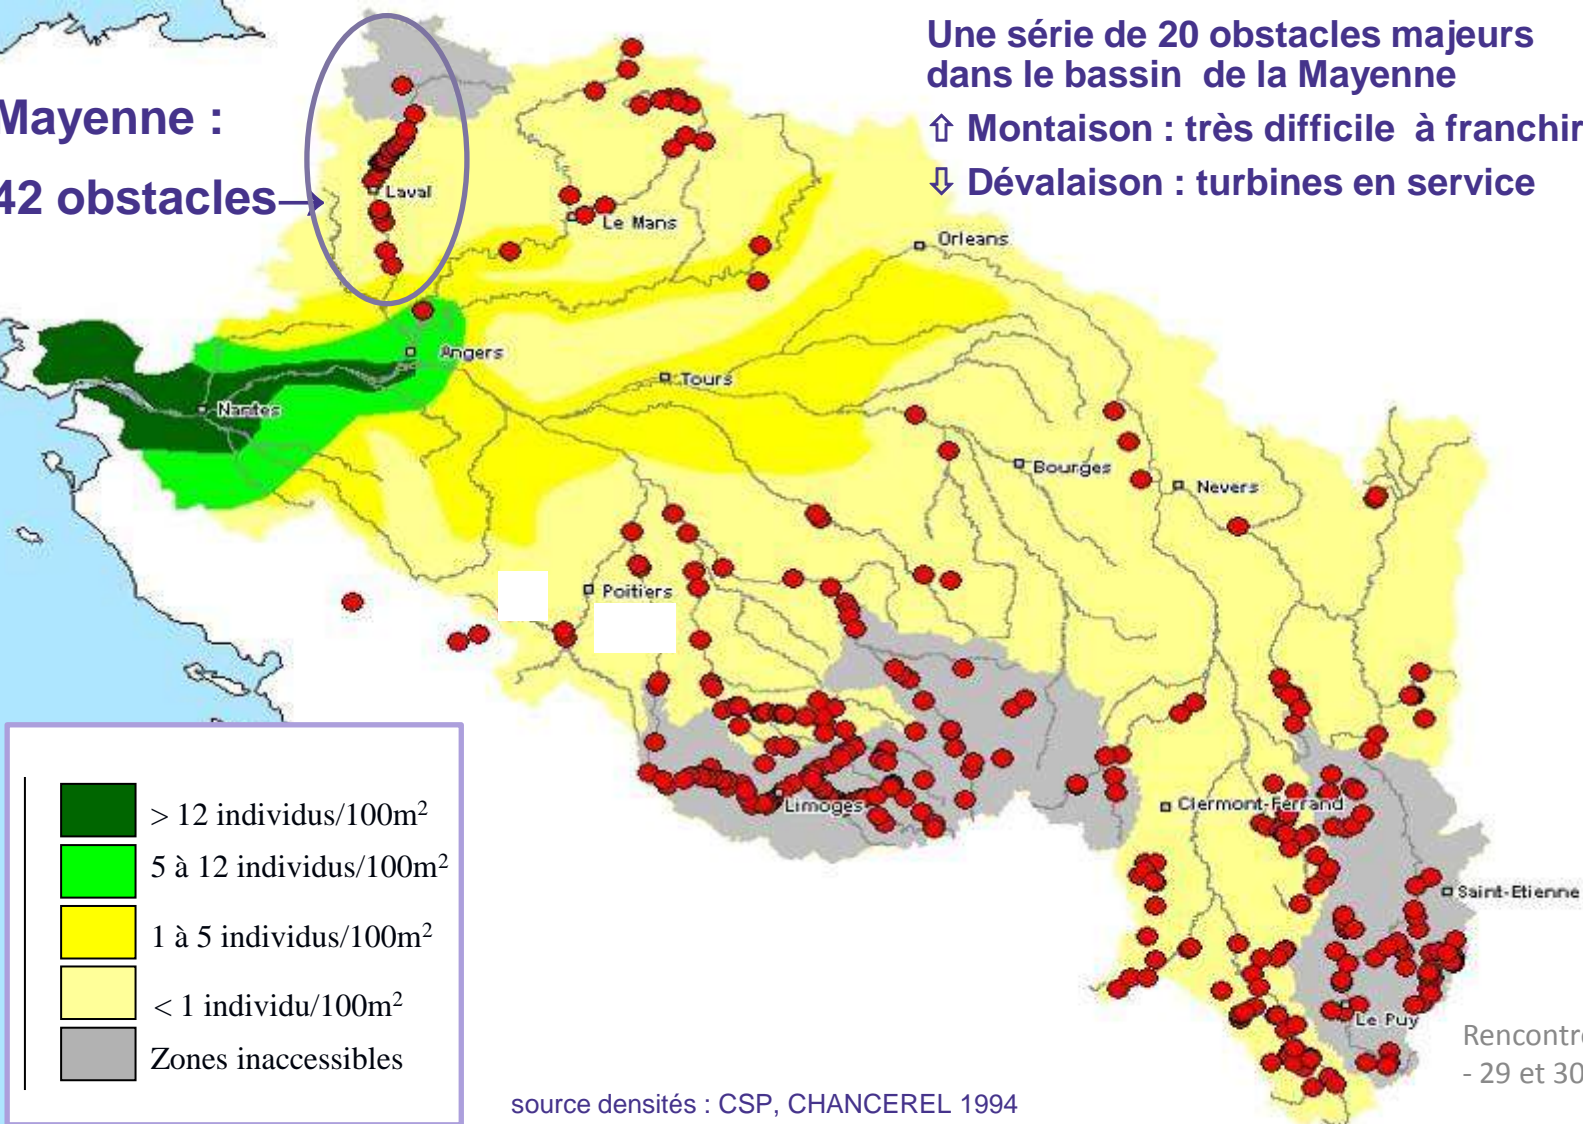 Une série de 20 obstacles majeurs
dans le bassin de la Mayenne
⇧ Montaison : très difficile à franchir
⇩ Dévalaison : turbines en service
Mayenne :
42 obstacles→
Laval
Le Mans
Orleans
Angers
Tours
Nantes
Bourges
Nevers
Poitiers
Limoges
Clermont-Ferrand
Saint-Etienne
Le Puy
> 12 individus/100m²
5 à 12 individus/100m²
1 à 5 individus/100m²
< 1 individu/100m²
Zones inaccessibles
Rencontre
- 29 et 30
source densités : CSP, CHANCEREL 1994